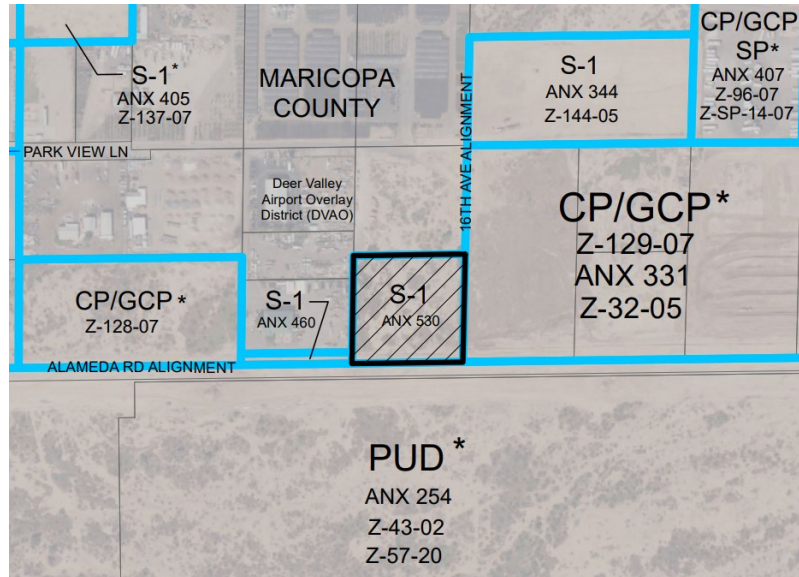 CP/GCP
SP*
ANX 407
Z-96-07
Z-SP-14-07
S-1*
ANX 405
Z-137-07
MARICOPA
COUNTY
S-1
ANX 344
Z-144-05
16TH AVE ALIGNMENT
PARK VIEW LN
Deer Valley
Airport Overlay
District (DVAO)
CP/GCP*
Z-129-07
ANX 331
Z-32-05
CP/GCP *
Z-128-07
S-1
ANX 460
S-1
ANX 530
ALAMEDA RD ALIGNMENT
PUD *
ANX 254
Z-43-02
Z-57-20